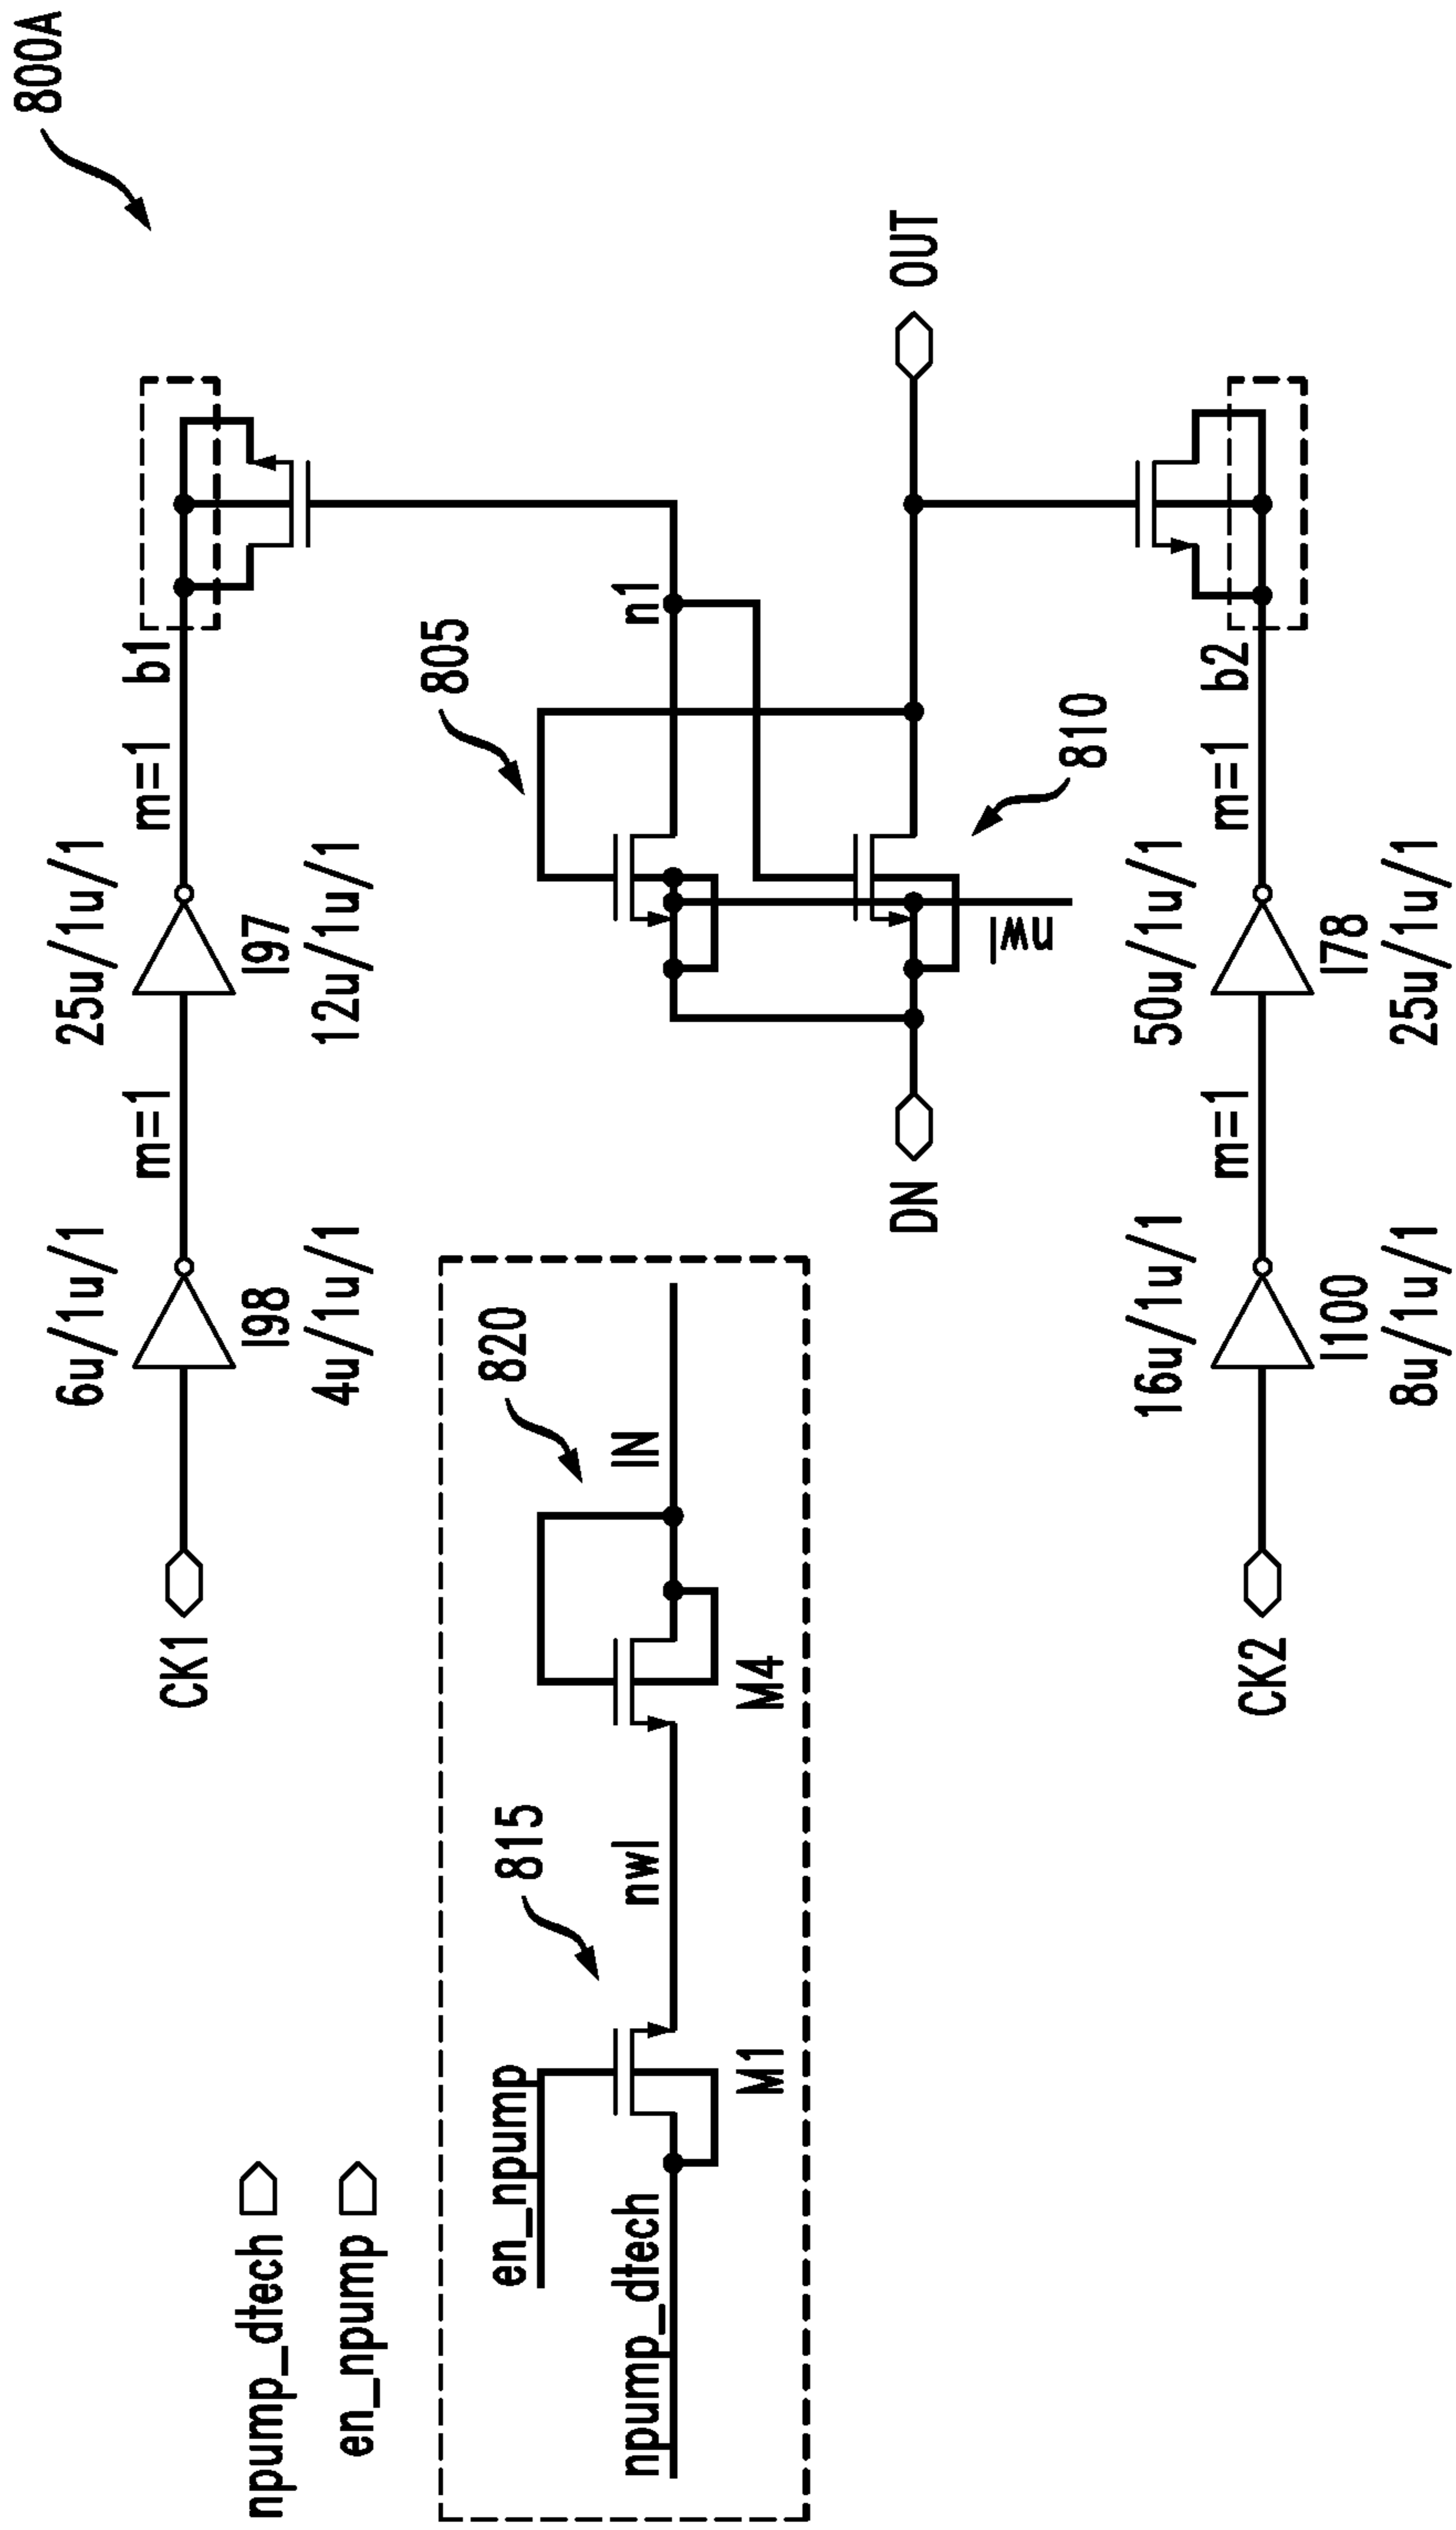 800A
6u/1u/1
25u/1u/1
m=1
m=1
b1
CK1
npump_dtech
I98
I97
4u/1u/1
12u/1u/1
en_npump
805
820
en_npump
815
npump_dtech
nwl
IN
n1
M1
M4
DN
OUT
nwl
810
16u/1u/1
50u/1u/1
m=1
m=1
b2
CK2
I100
I78
8u/1u/1
25u/1u/1